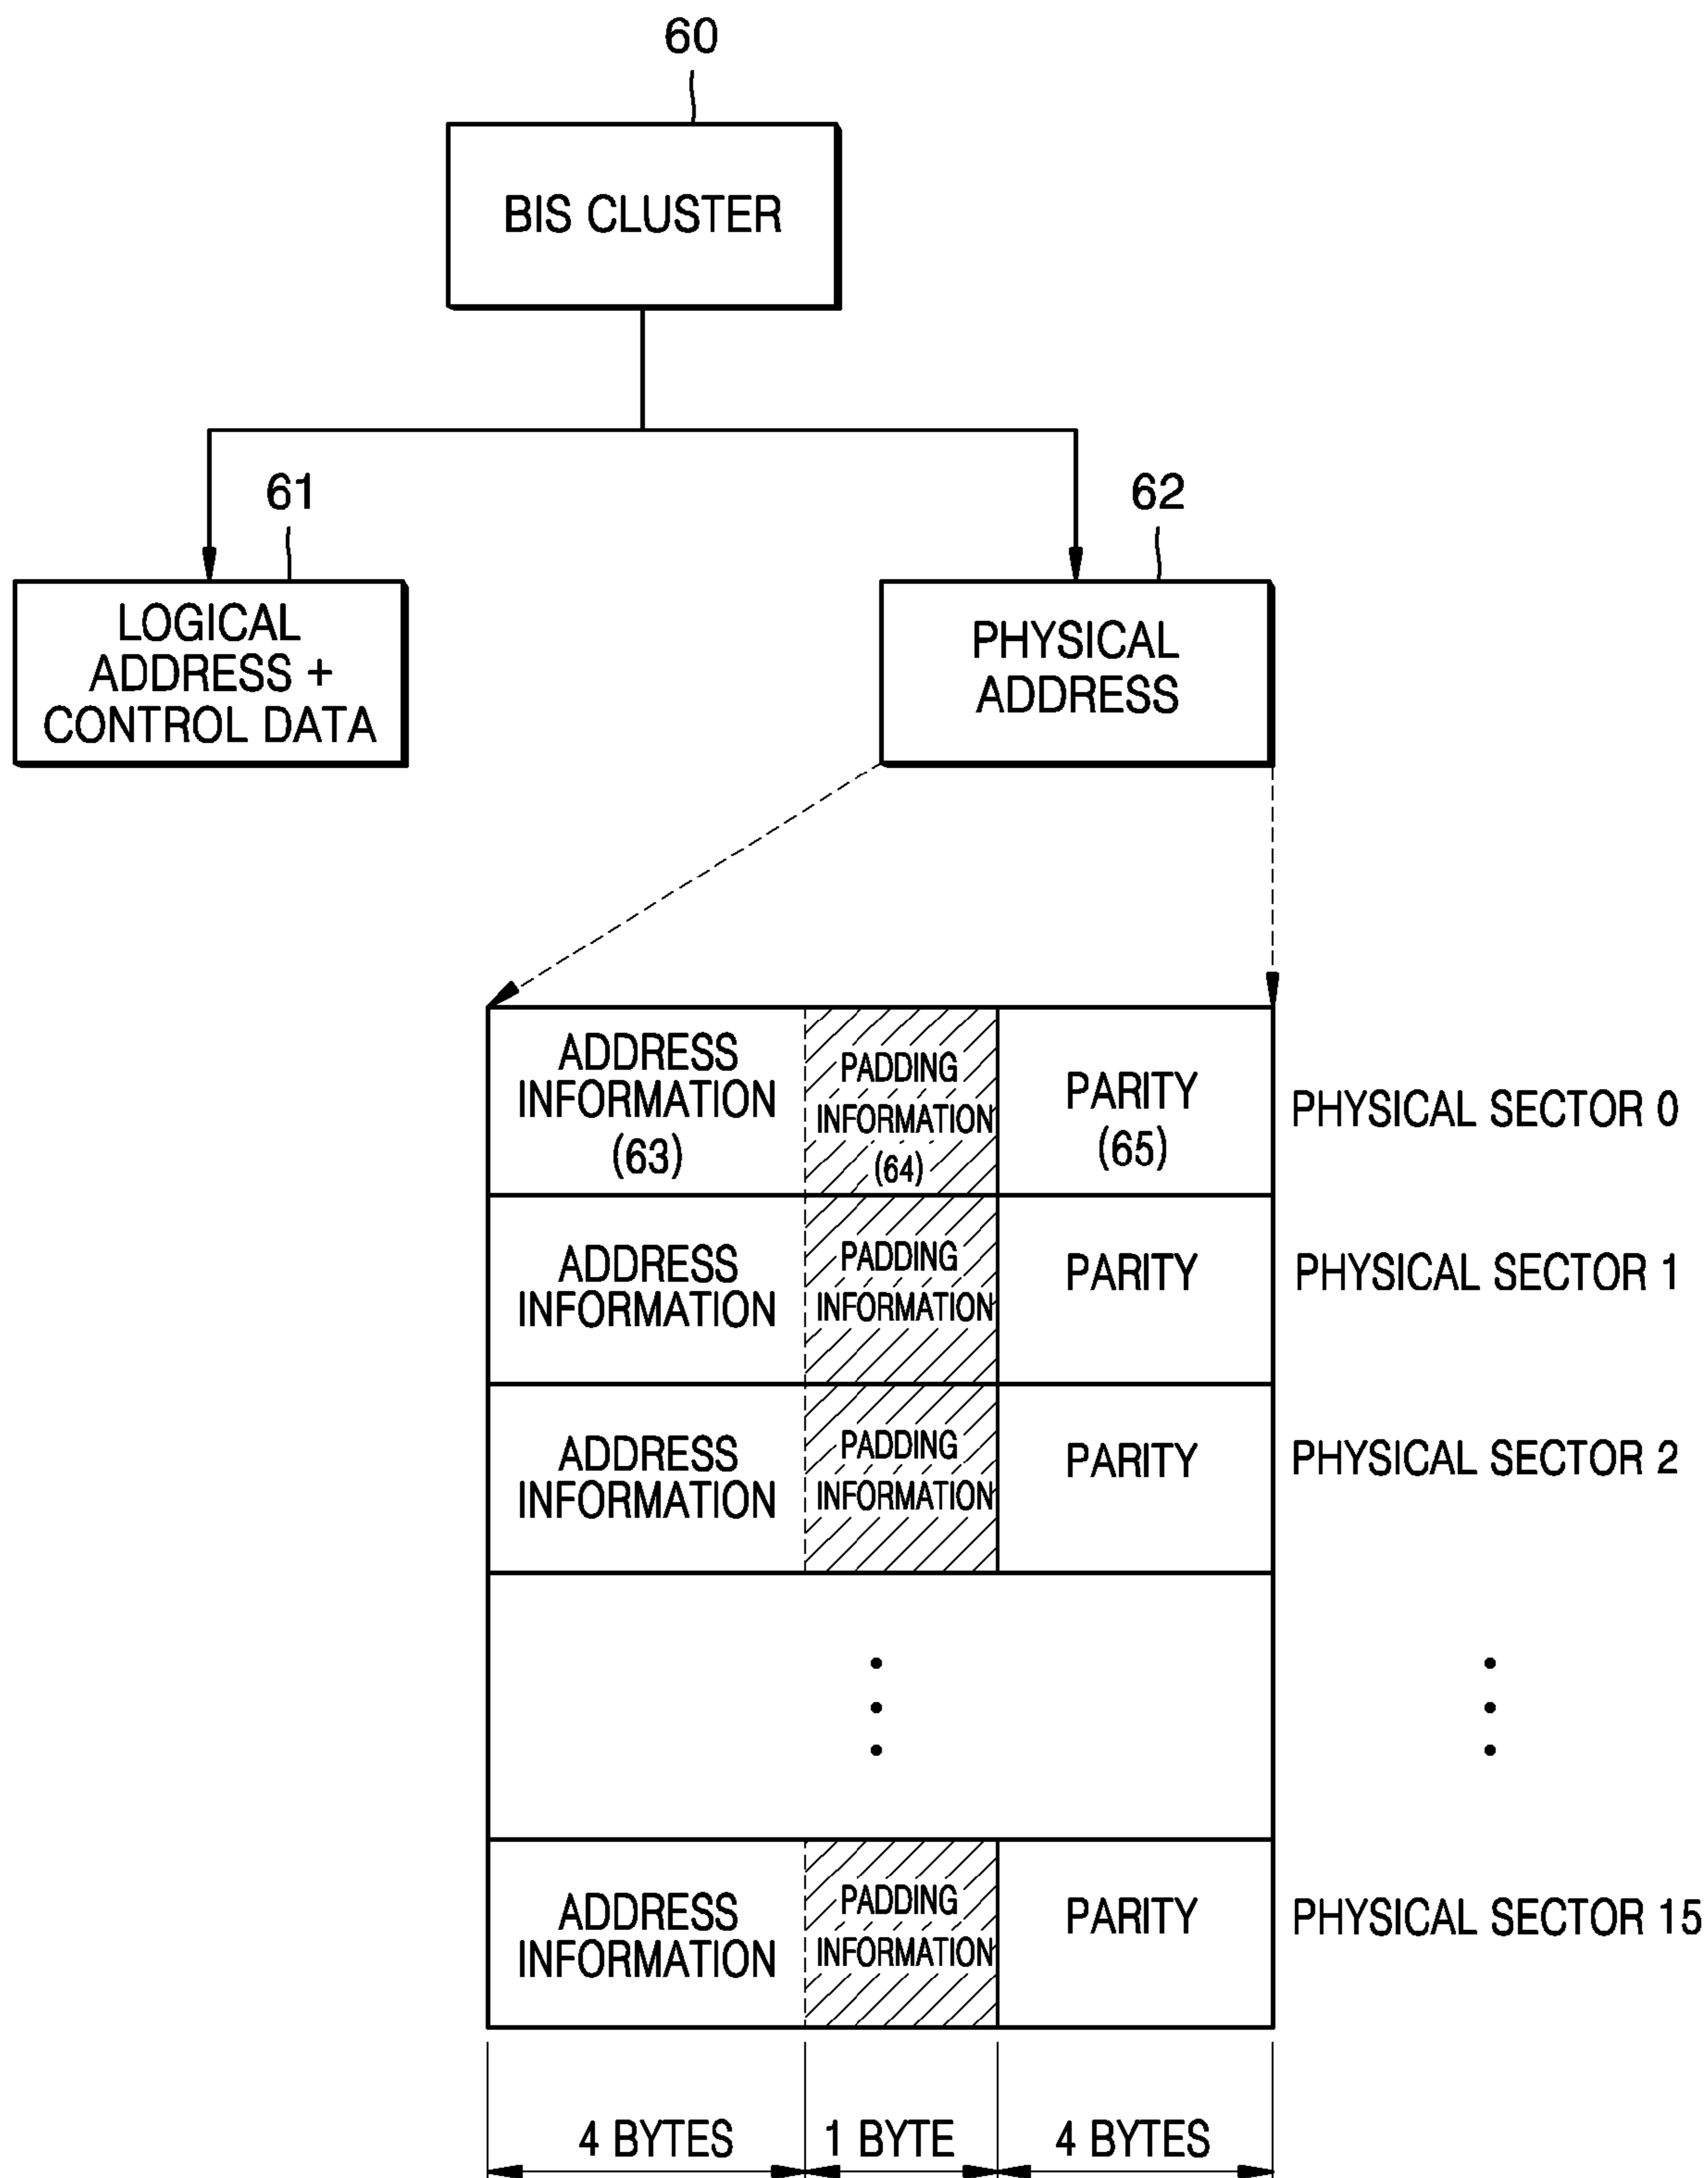 60
BIS CLUSTER
61
62
LOGICAL
ADDRESS +
CONTROL DATA
PHYSICAL
ADDRESS
ADDRESS
INFORMATION
(63)
PADDING
INFORMATION
(64)
PARITY
(65)
PHYSICAL SECTOR 0
ADDRESS
INFORMATION
PADDING
INFORMATION
PARITY
PHYSICAL SECTOR 1
ADDRESS
INFORMATION
PADDING
INFORMATION
PARITY
PHYSICAL SECTOR 2
ADDRESS
INFORMATION
PADDING
INFORMATION
PARITY
PHYSICAL SECTOR 15
4 BYTES
1 BYTE
4 BYTES